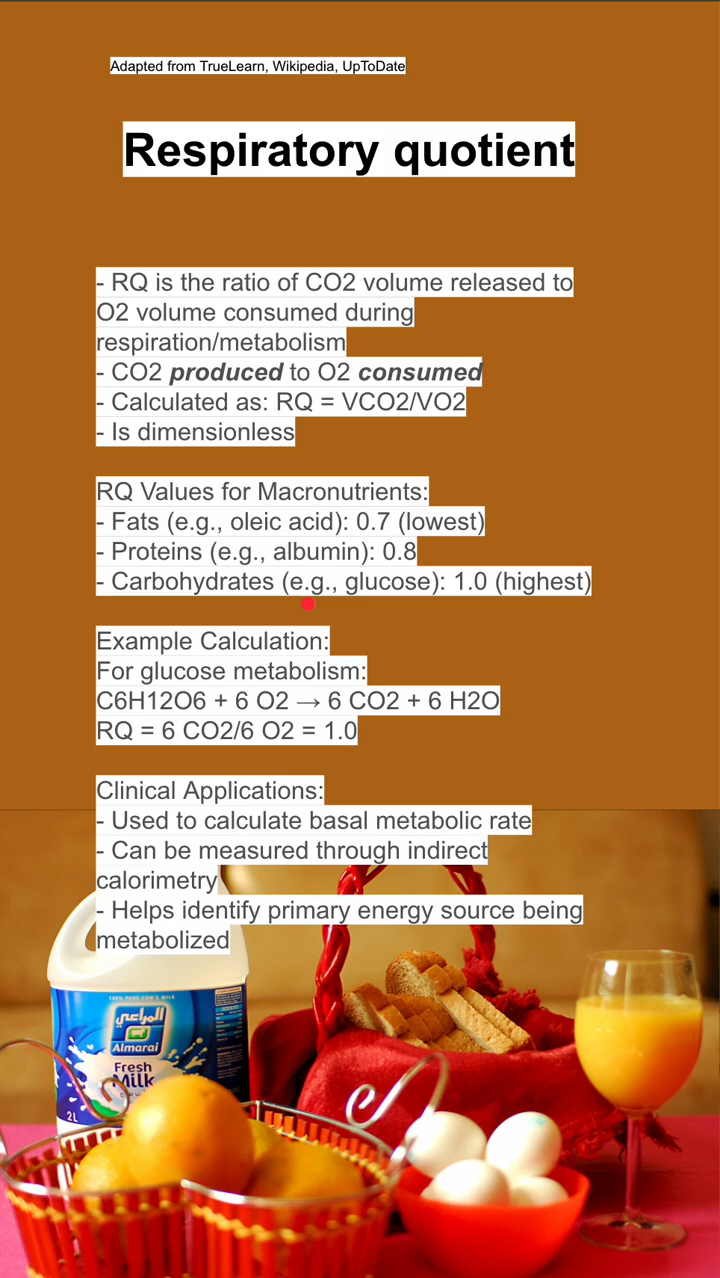 Adapted from TrueLearn, Wikipedia, UpToDate
Respiratory quotient
- RQ is the ratio of CO2 volume released to
O2 volume consumed during
respiration/metabolism
- CO2 produced to O2 consumed
- Calculated as: RQ = VCO2/VO2
- Is dimensionless
RQ Values for Macronutrients:
- Fats (e.g., oleic acid): 0.7 (lowest)
- Proteins (e.g., albumin): 0.8
- Carbohydrates (e.g., glucose): 1.0 (highest)
Example Calculation:
For glucose metabolism:
C6H12O6 + 6 O2 → 6 CO2 + 6 H2O
RQ = 6 CO2/6 O2 = 1.0
Clinical Applications:
- Used to calculate basal metabolic rate
- Can be measured through indirect
calorimetry
- Helps identify primary energy source being
metabolized
100% PURE COW'S MILK
المراعي
Almarai
Fresh
Milk
2L